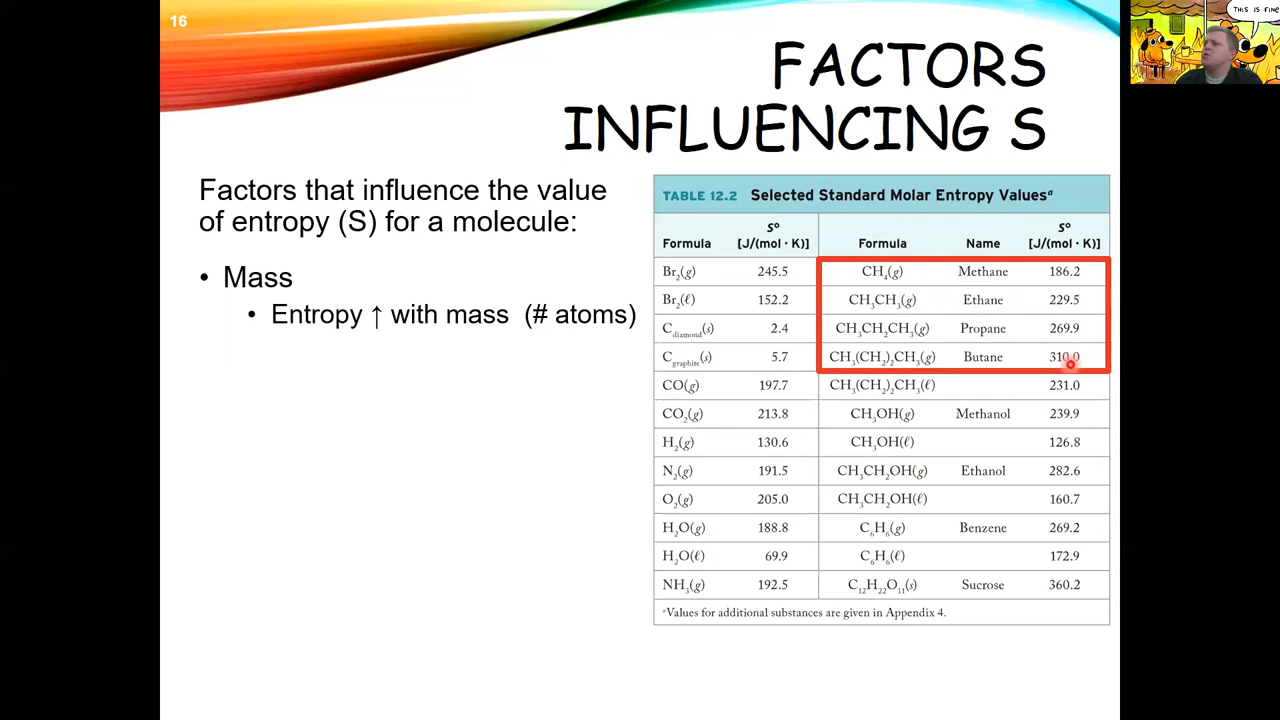 16
THIS IS FINE
FACTORS
INFLUENCING S
Factors that influence the value
of entropy (S) for a molecule:
• Mass
• Entropy ↑ with mass (# atoms)
TABLE 12.2 Selected Standard Molar Entropy Valuesᵃ
Formula S° [J/(mol · K)] Formula Name S° [J/(mol · K)]
Br₂(g) 245.5 CH₄(g) Methane 186.2
Br₂(ℓ) 152.2 CH₃CH₃(g) Ethane 229.5
C_diamond(s) 2.4 CH₃CH₂CH₃(g) Propane 269.9
C_graphite(s) 5.7 CH₃(CH₂)₂CH₃(g) Butane 310.0
CO(g) 197.7 CH₃(CH₂)₂CH₃(ℓ) 231.0
CO₂(g) 213.8 CH₃OH(g) Methanol 239.9
H₂(g) 130.6 CH₃OH(ℓ) 126.8
N₂(g) 191.5 CH₃CH₂OH(g) Ethanol 282.6
O₂(g) 205.0 CH₃CH₂OH(ℓ) 160.7
H₂O(g) 188.8 C₆H₆(g) Benzene 269.2
H₂O(ℓ) 69.9 C₆H₆(ℓ) 172.9
NH₃(g) 192.5 C₁₂H₂₂O₁₁(s) Sucrose 360.2
ᵃValues for additional substances are given in Appendix 4.